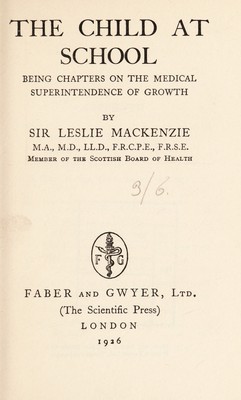 THE CHILD AT
SCHOOL
BEING CHAPTERS ON THE MEDICAL
SUPERINTENDENCE OF GROWTH
BY
SIR LESLIE MACKENZIE
M.A., M.D., LL.D., F.R.C.P.E., F.R.S.E.
MEMBER OF THE SCOTTISH BOARD OF HEALTH
3/6.
F G
FABER AND GWYER, LTD.
(The Scientific Press)
LONDON
1926